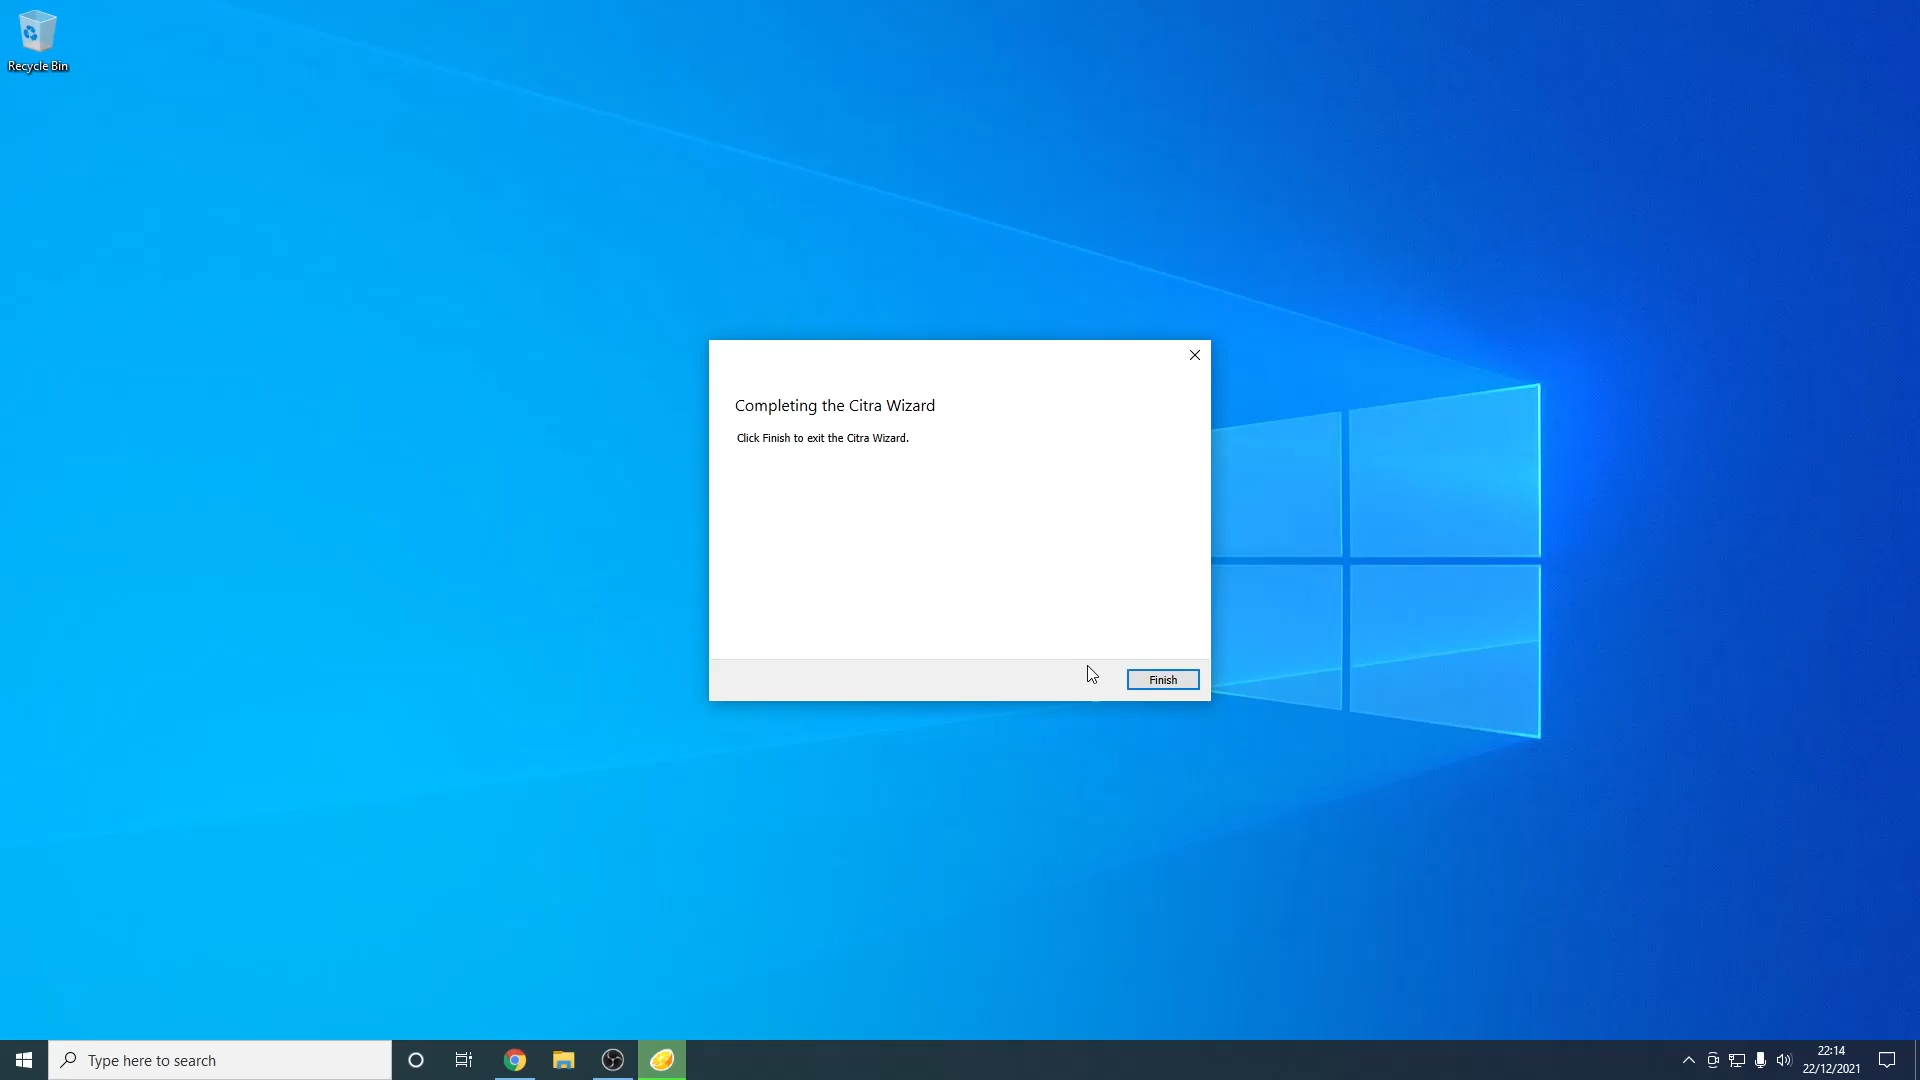 Recycle Bin
Completing the Citra Wizard
Click Finish to exit the Citra Wizard.
Finish
Type here to search
22:14
22/12/2021